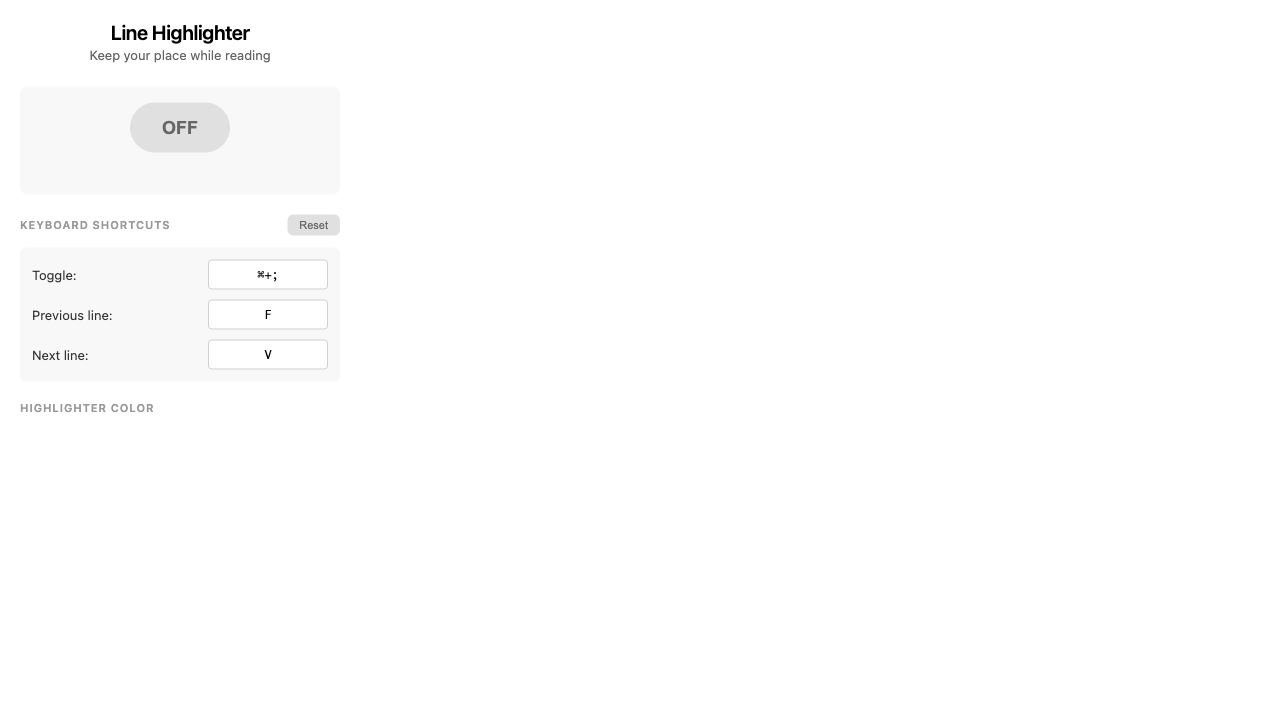 Line Highlighter
Keep your place while reading
OFF
KEYBOARD SHORTCUTS
Reset
Toggle:
⌘+;
Previous line:
F
Next line:
V
HIGHLIGHTER COLOR